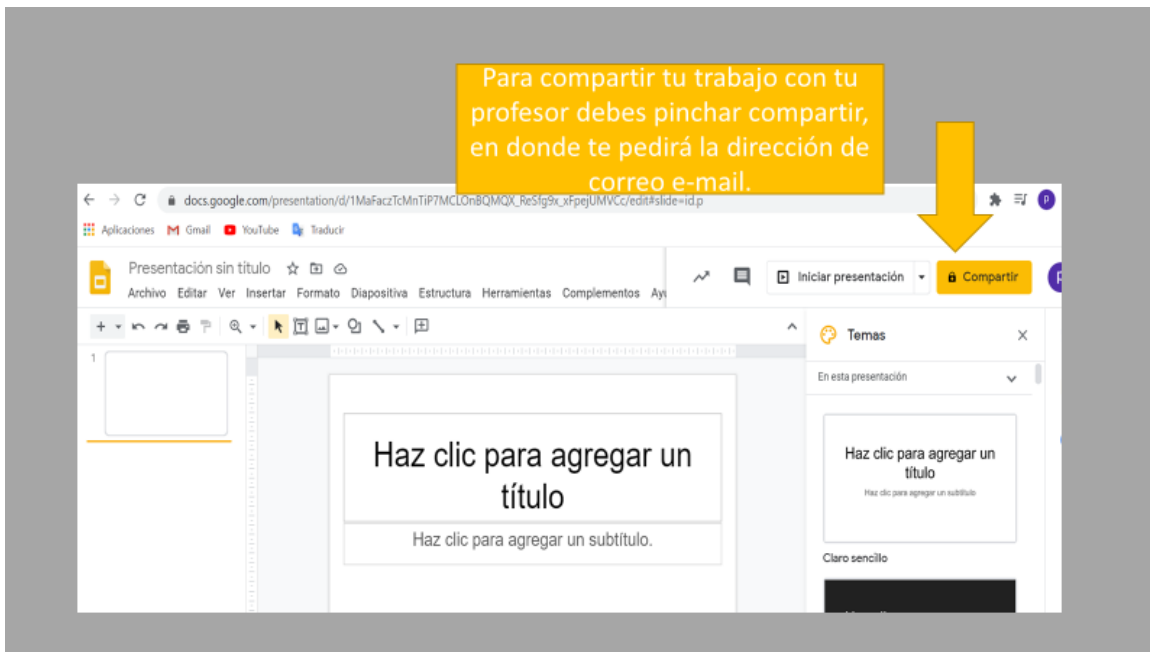 Para compartir tu trabajo con tu
profesor debes pinchar compartir,
en donde te pedirá la dirección de
correo e-mail.
docs.google.com/presentation/d/1MaFaczTcMnTiP7MCLOnBQMQX_ReSfg9x_xFpejUMVCc/edit#slide=id.p
Aplicaciones Gmail YouTube Traducir
Presentación sin título
Archivo Editar Ver Insertar Formato Diapositiva Estructura Herramientas Complementos Ayu
Iniciar presentación Compartir
Temas
1
En esta presentación
Haz clic para agregar un
título
Haz clic para agregar un subtítulo.
Haz clic para agregar un
título
Haz clic para agregar un subtítulo
Claro sencillo